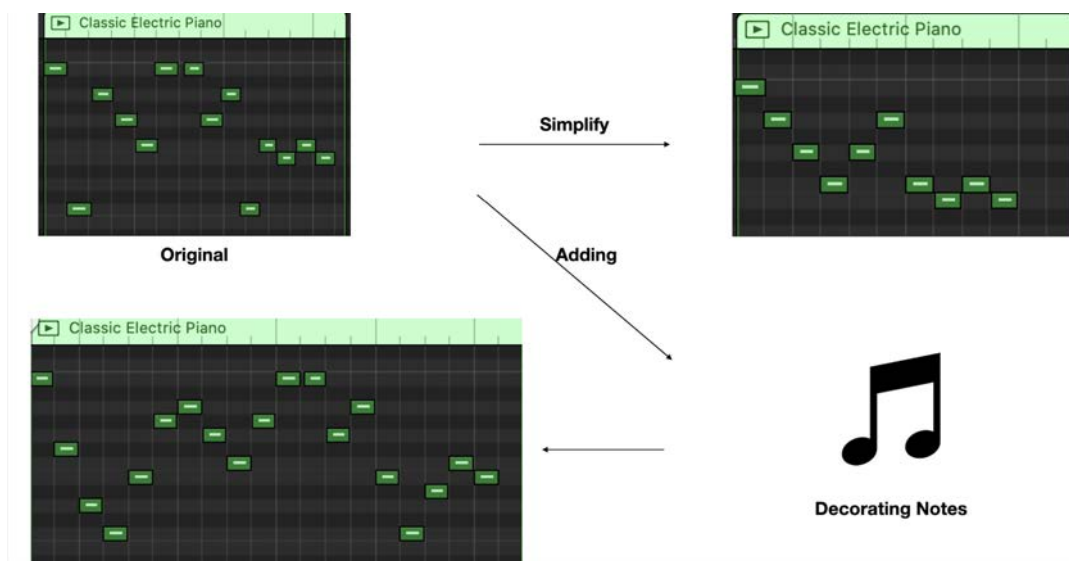 Classic Electric Piano
Classic Electric Piano
Simplify
Original
Adding
Classic Electric Piano
Decorating Notes